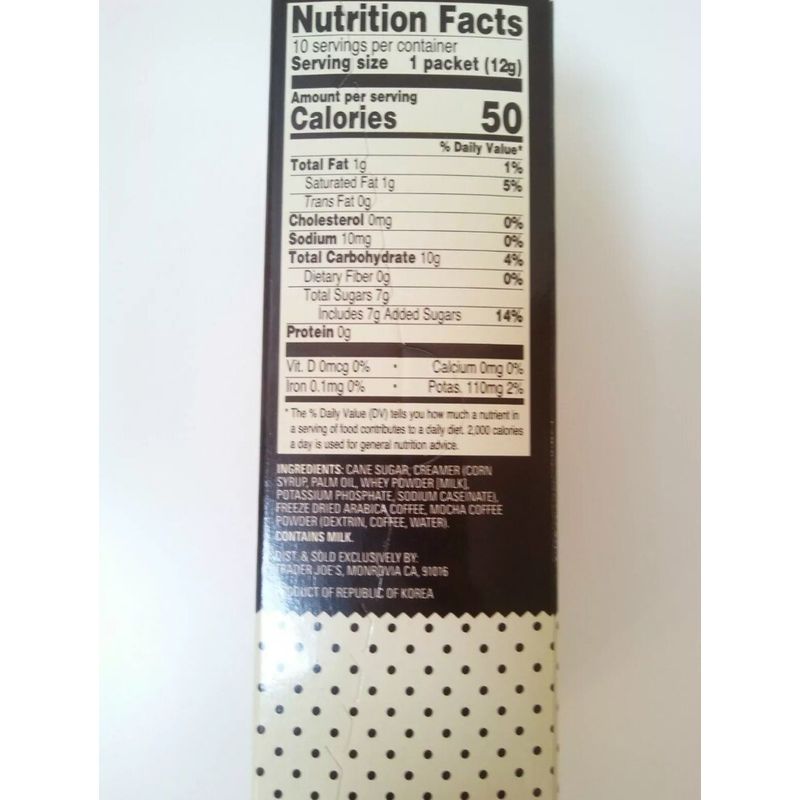 Nutrition Facts
10 servings per container
Serving size 1 packet (12g)
Amount per serving
Calories 50
% Daily Value*
Total Fat 1g 1%
Saturated Fat 1g 5%
Trans Fat 0g
Cholesterol 0mg 0%
Sodium 10mg 0%
Total Carbohydrate 10g 4%
Dietary Fiber 0g 0%
Total Sugars 7g
Includes 7g Added Sugars 14%
Protein 0g
Vit. D 0mcg 0% • Calcium 0mg 0%
Iron 0.1mg 0% • Potas. 110mg 2%
* The % Daily Value (DV) tells you how much a nutrient in
a serving of food contributes to a daily diet. 2,000 calories
a day is used for general nutrition advice.
INGREDIENTS: CANE SUGAR, CREAMER (CORN
SYRUP, PALM OIL, WHEY POWDER [MILK],
POTASSIUM PHOSPHATE, SODIUM CASEINATE),
FREEZE DRIED ARABICA COFFEE, MOCHA COFFEE
POWDER (DEXTRIN, COFFEE, WATER).
CONTAINS MILK.
DIST. & SOLD EXCLUSIVELY BY:
TRADER JOE'S, MONROVIA CA, 91016
PRODUCT OF REPUBLIC OF KOREA